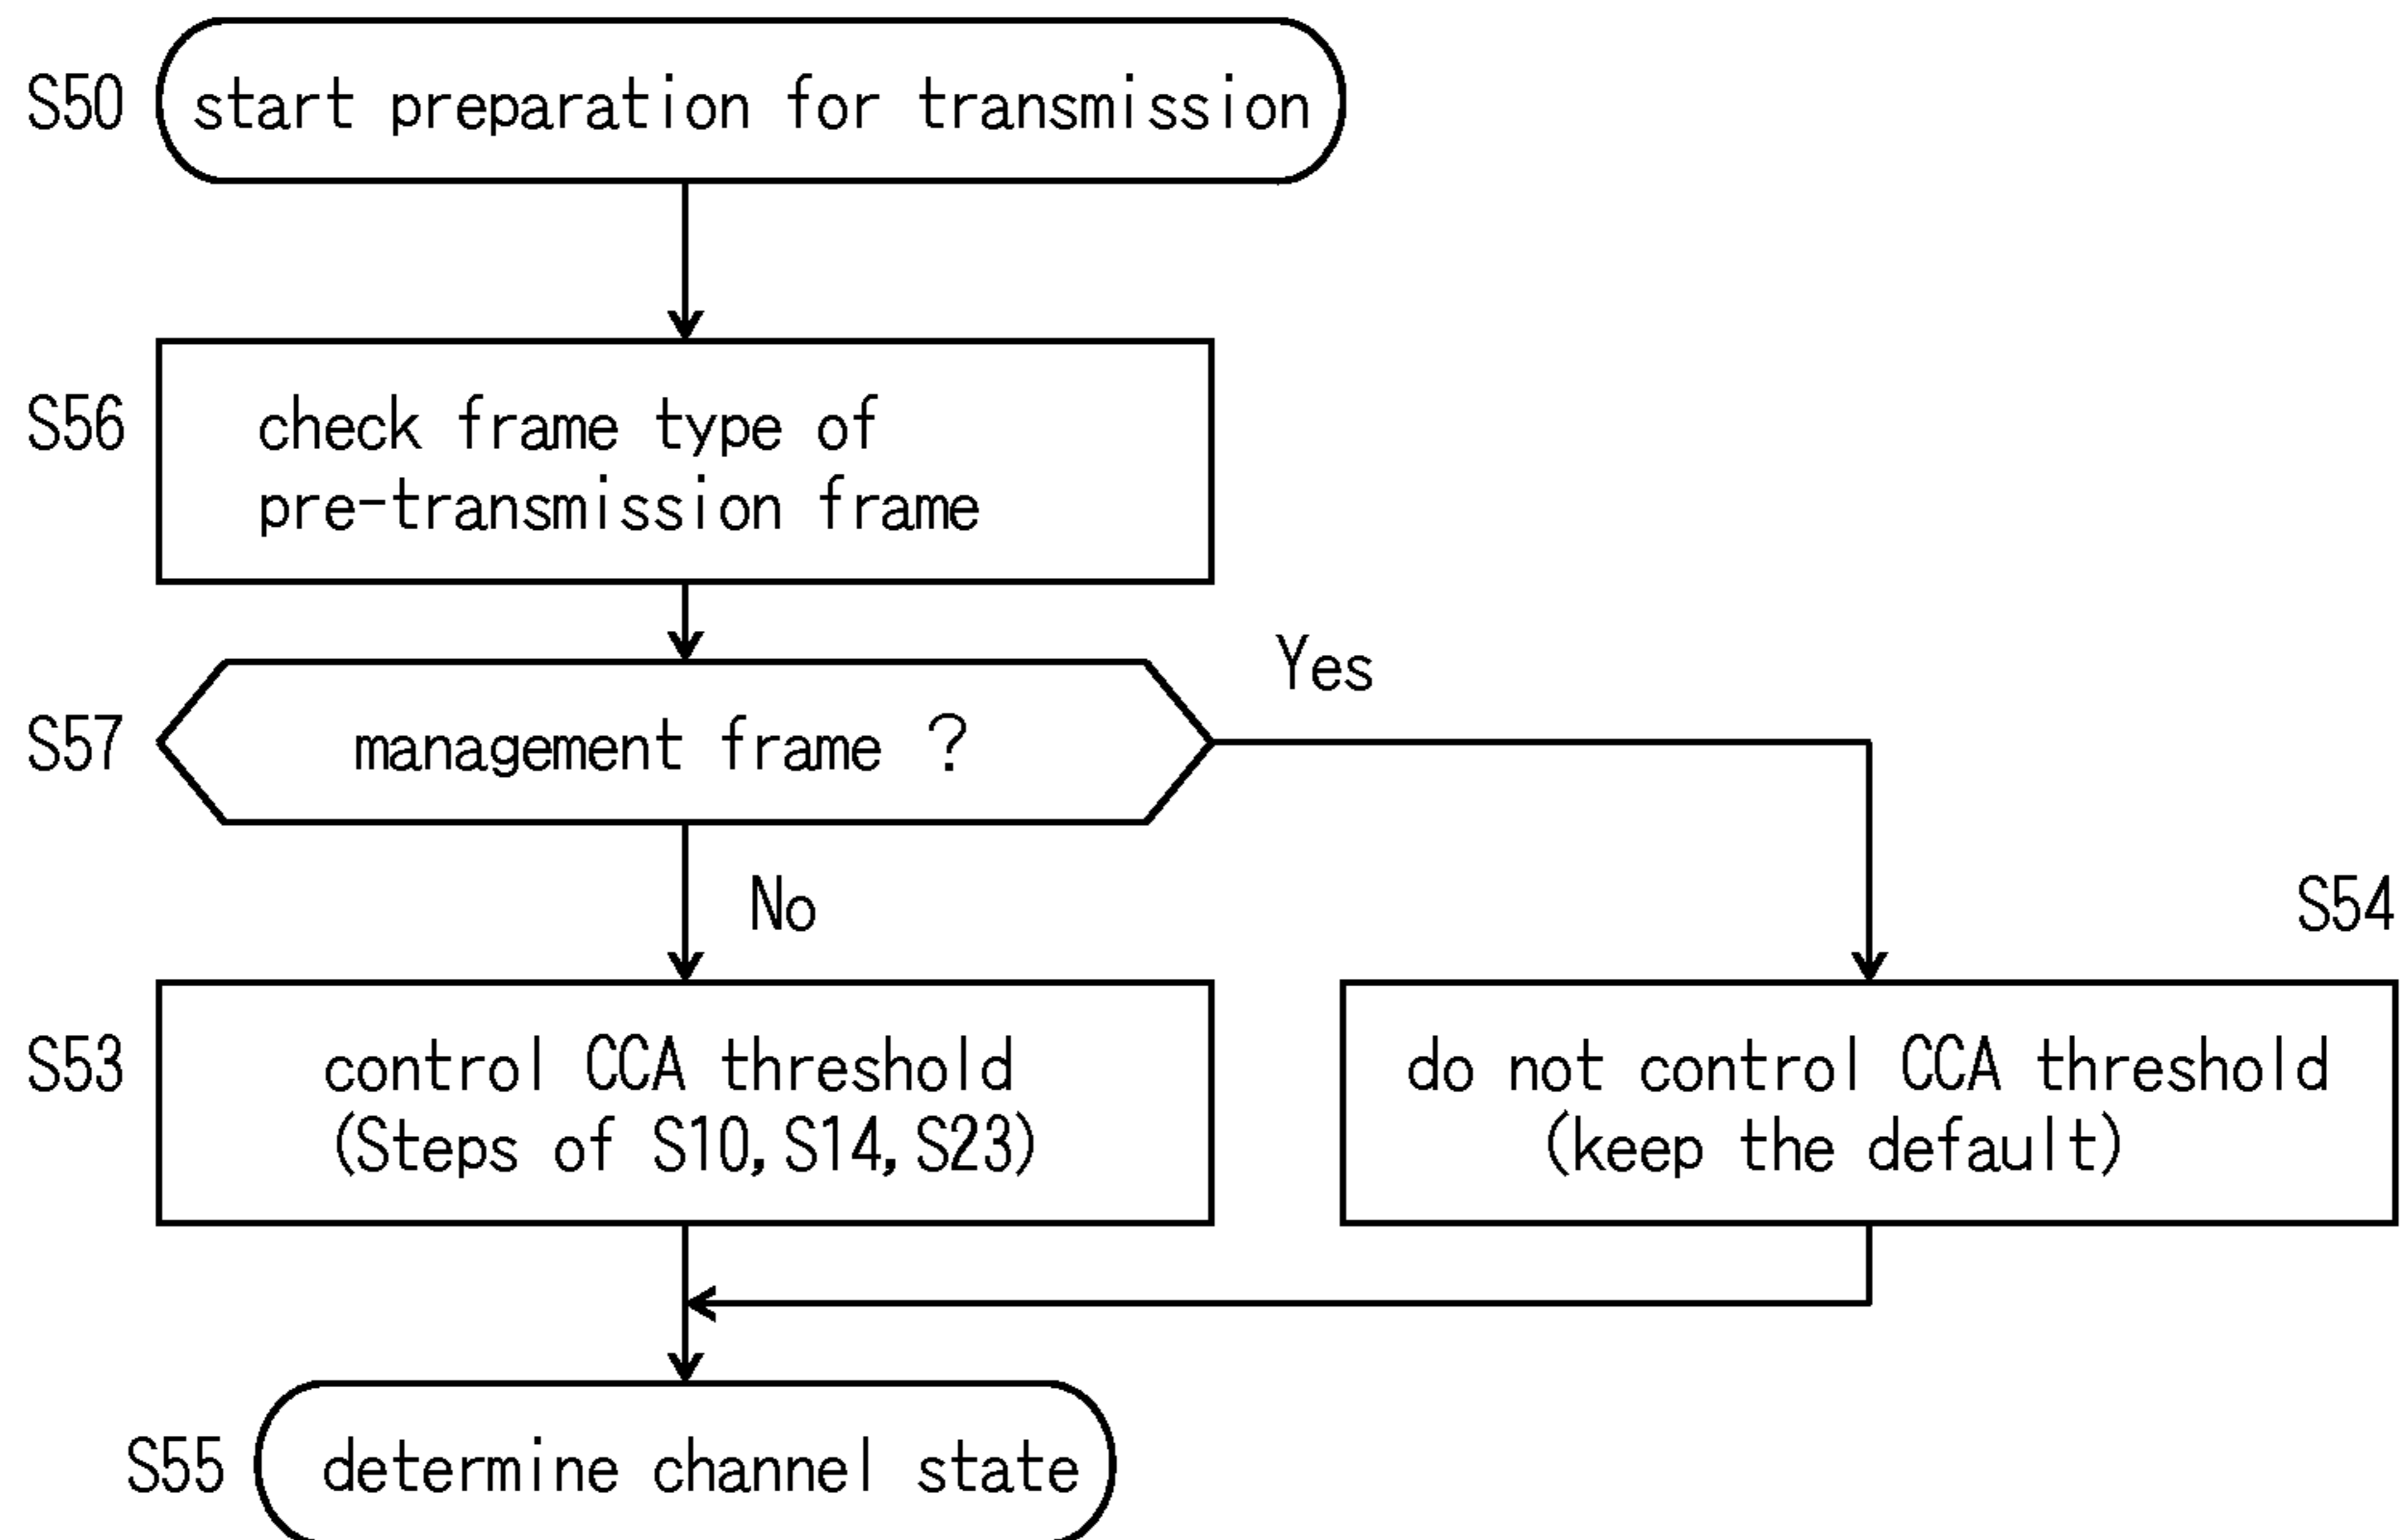 S50 start preparation for transmission
S56 check frame type of
pre-transmission frame
Yes
S57 management frame ?
No
S54
S53 control CCA threshold
(Steps of S10, S14, S23)
do not control CCA threshold
(keep the default)
S55 determine channel state